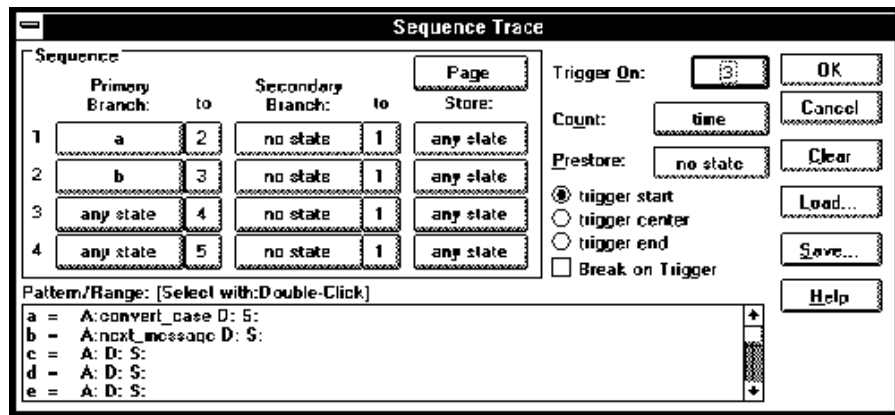 Sequence Trace
Sequence
Page
Primary Branch: to Secondary Branch: to Store:
1 a 2 no state 1 any state
2 b 3 no state 1 any state
3 any state 4 no state 1 any state
4 any state 5 no state 1 any state
Trigger On: 3
Count: time
Prestore: no state
trigger start
trigger center
trigger end
Break on Trigger
OK
Cancel
Clear
Load...
Save...
Help
Pattern/Range: [Select with:Double-Click]
a = A:convert_case D: S:
b = A:next_message D: S:
c = A: D: S:
d = A: D: S:
e = A: D: S: